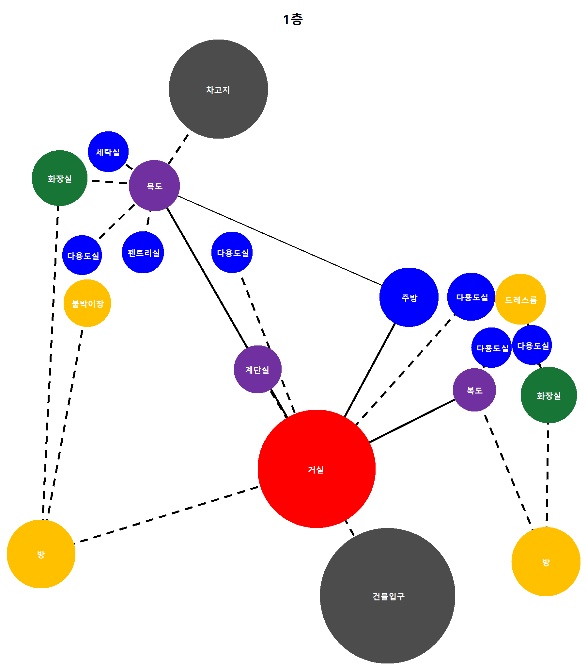 1층
차고지
세탁실
화장실
복도
다용도실
팬트리실
다용도실
붙박이장
주방
다용도실
드레스룸
다용도실
다용도실
계단실
복도
화장실
거실
방
방
건물입구